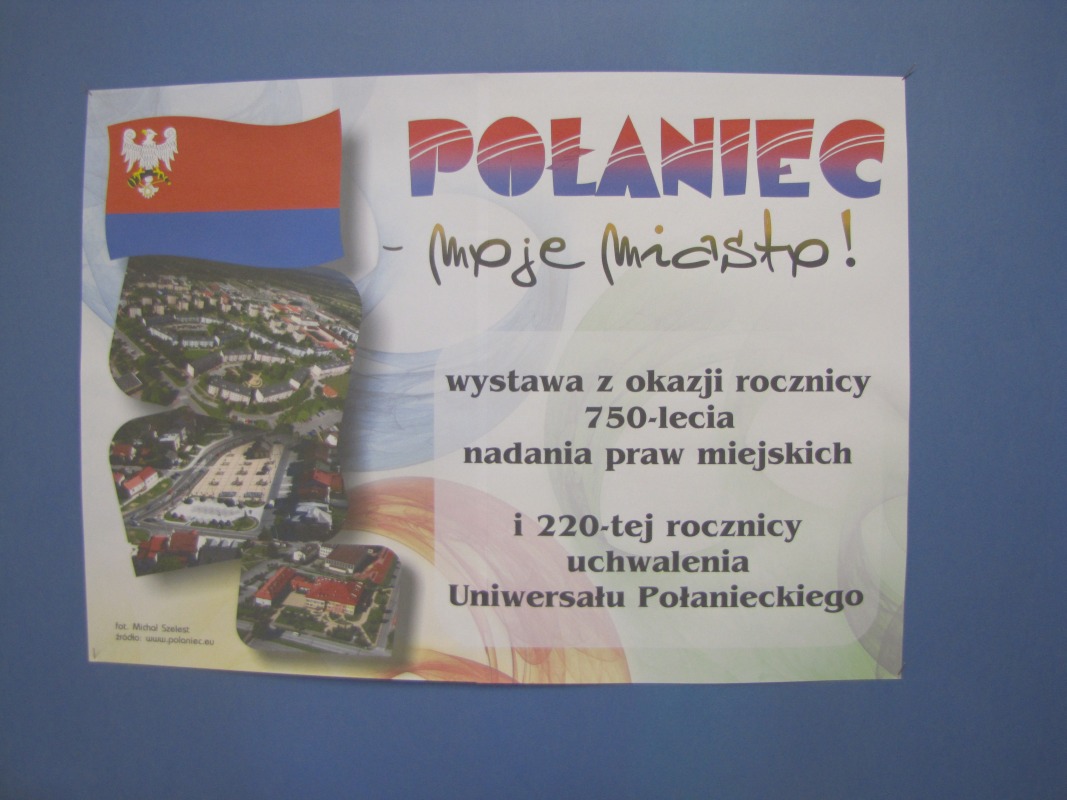 POŁANIEC
- moje miasto!
wystawa z okazji rocznicy
750-lecia
nadania praw miejskich
i 220-tej rocznicy
uchwalenia
Uniwersału Połanieckiego
fot. Michał Szelest
źródło: www.polaniec.eu